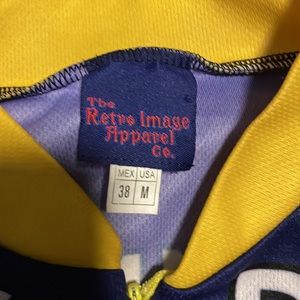 The
Retro Image
Apparel
Co.
MEX USA
38 M